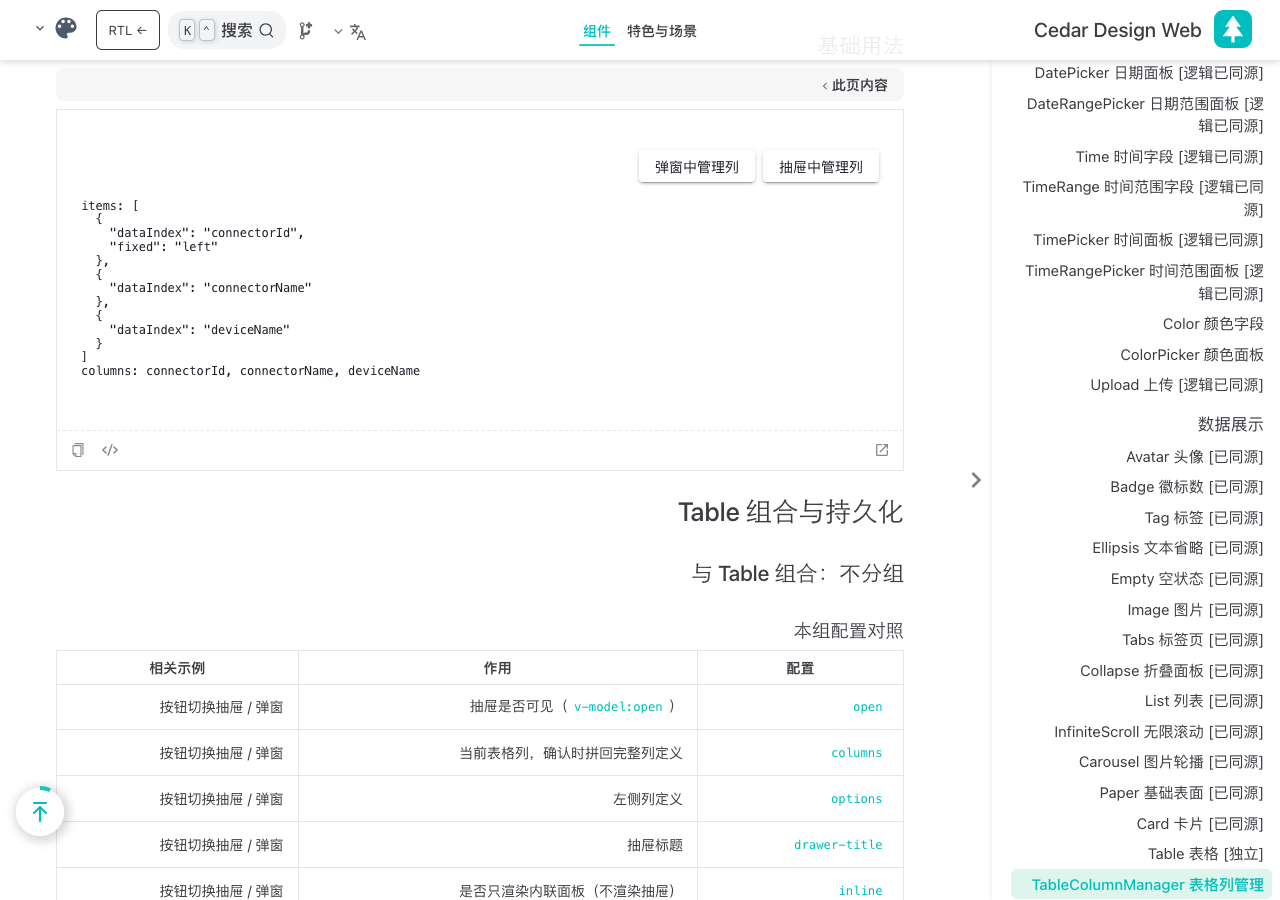 Cedar Design Web
组件
特色与场景
搜索
^
K
RTL ←
基础用法
此页内容
弹窗中管理列
抽屉中管理列
items: [
  {
    "dataIndex": "connectorId",
    "fixed": "left"
  },
  {
    "dataIndex": "connectorName"
  },
  {
    "dataIndex": "deviceName"
  }
]
columns: connectorId, connectorName, deviceName
Table 组合与持久化
与 Table 组合：不分组
本组配置对照
配置 作用 相关示例
open 抽屉是否可见（ v-model:open ） 按钮切换抽屉 / 弹窗
columns 当前表格列，确认时拼回完整列定义 按钮切换抽屉 / 弹窗
options 左侧列定义 按钮切换抽屉 / 弹窗
drawer-title 抽屉标题 按钮切换抽屉 / 弹窗
inline 是否只渲染内联面板（不渲染抽屉） 按钮切换抽屉 / 弹窗
DatePicker 日期面板 [逻辑已同源]
DateRangePicker 日期范围面板 [逻
辑已同源]
Time 时间字段 [逻辑已同源]
TimeRange 时间范围字段 [逻辑已同
源]
TimePicker 时间面板 [逻辑已同源]
TimeRangePicker 时间范围面板 [逻
辑已同源]
Color 颜色字段
ColorPicker 颜色面板
Upload 上传 [逻辑已同源]
数据展示
Avatar 头像 [已同源]
Badge 徽标数 [已同源]
Tag 标签 [已同源]
Ellipsis 文本省略 [已同源]
Empty 空状态 [已同源]
Image 图片 [已同源]
Tabs 标签页 [已同源]
Collapse 折叠面板 [已同源]
List 列表 [已同源]
InfiniteScroll 无限滚动 [已同源]
Carousel 图片轮播 [已同源]
Paper 基础表面 [已同源]
Card 卡片 [已同源]
Table 表格 [独立]
TableColumnManager 表格列管理